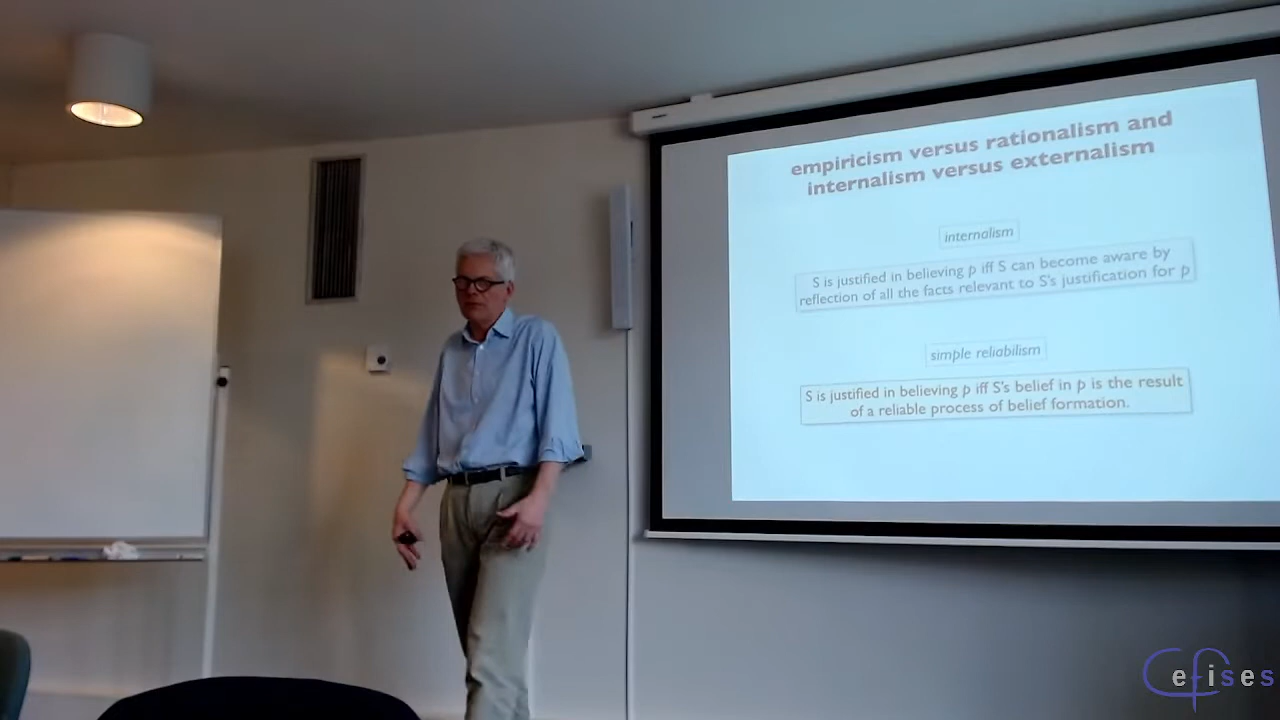 empiricism versus rationalism and
internalism versus externalism
internalism
S is justified in believing p iff S can become aware by
reflection of all the facts relevant to S's justification for p
simple reliabilism
S is justified in believing p iff S's belief in p is the result
of a reliable process of belief formation.
Cefises